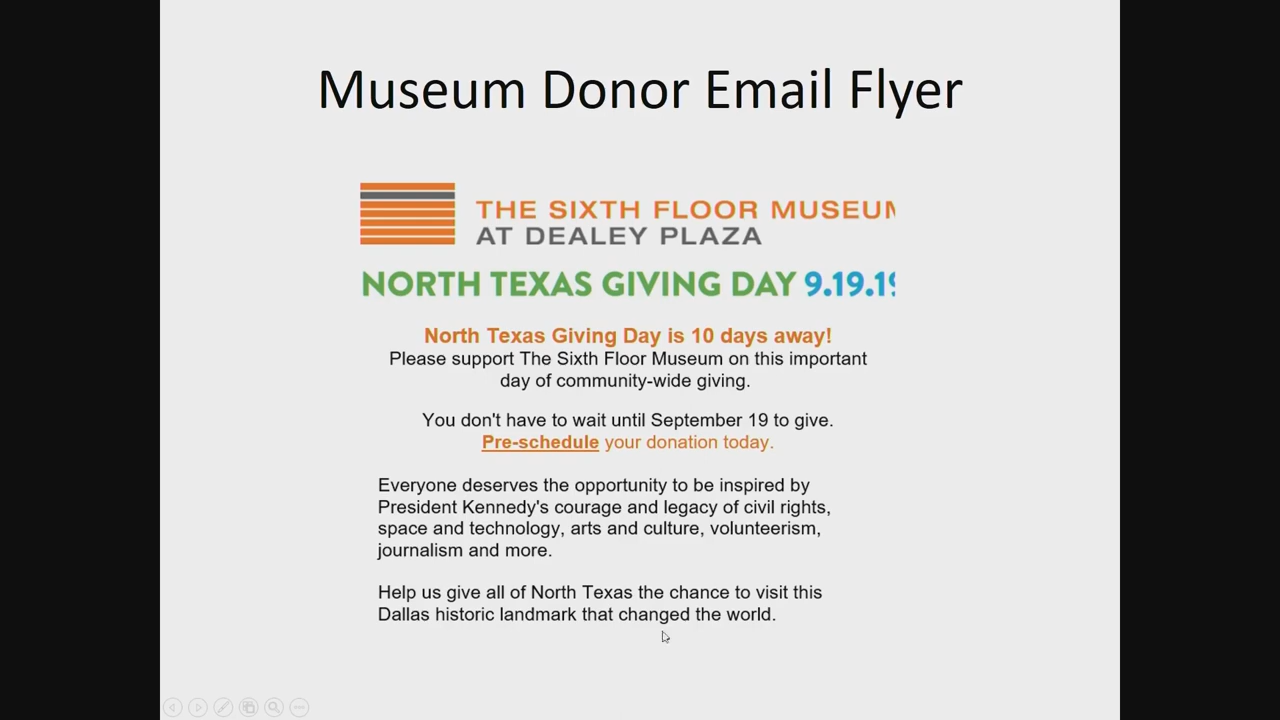 Museum Donor Email Flyer
THE SIXTH FLOOR MUSEUM
AT DEALEY PLAZA
NORTH TEXAS GIVING DAY 9.19.19
North Texas Giving Day is 10 days away!
Please support The Sixth Floor Museum on this important
day of community-wide giving.
You don't have to wait until September 19 to give.
Pre-schedule your donation today.
Everyone deserves the opportunity to be inspired by
President Kennedy's courage and legacy of civil rights,
space and technology, arts and culture, volunteerism,
journalism and more.
Help us give all of North Texas the chance to visit this
Dallas historic landmark that changed the world.